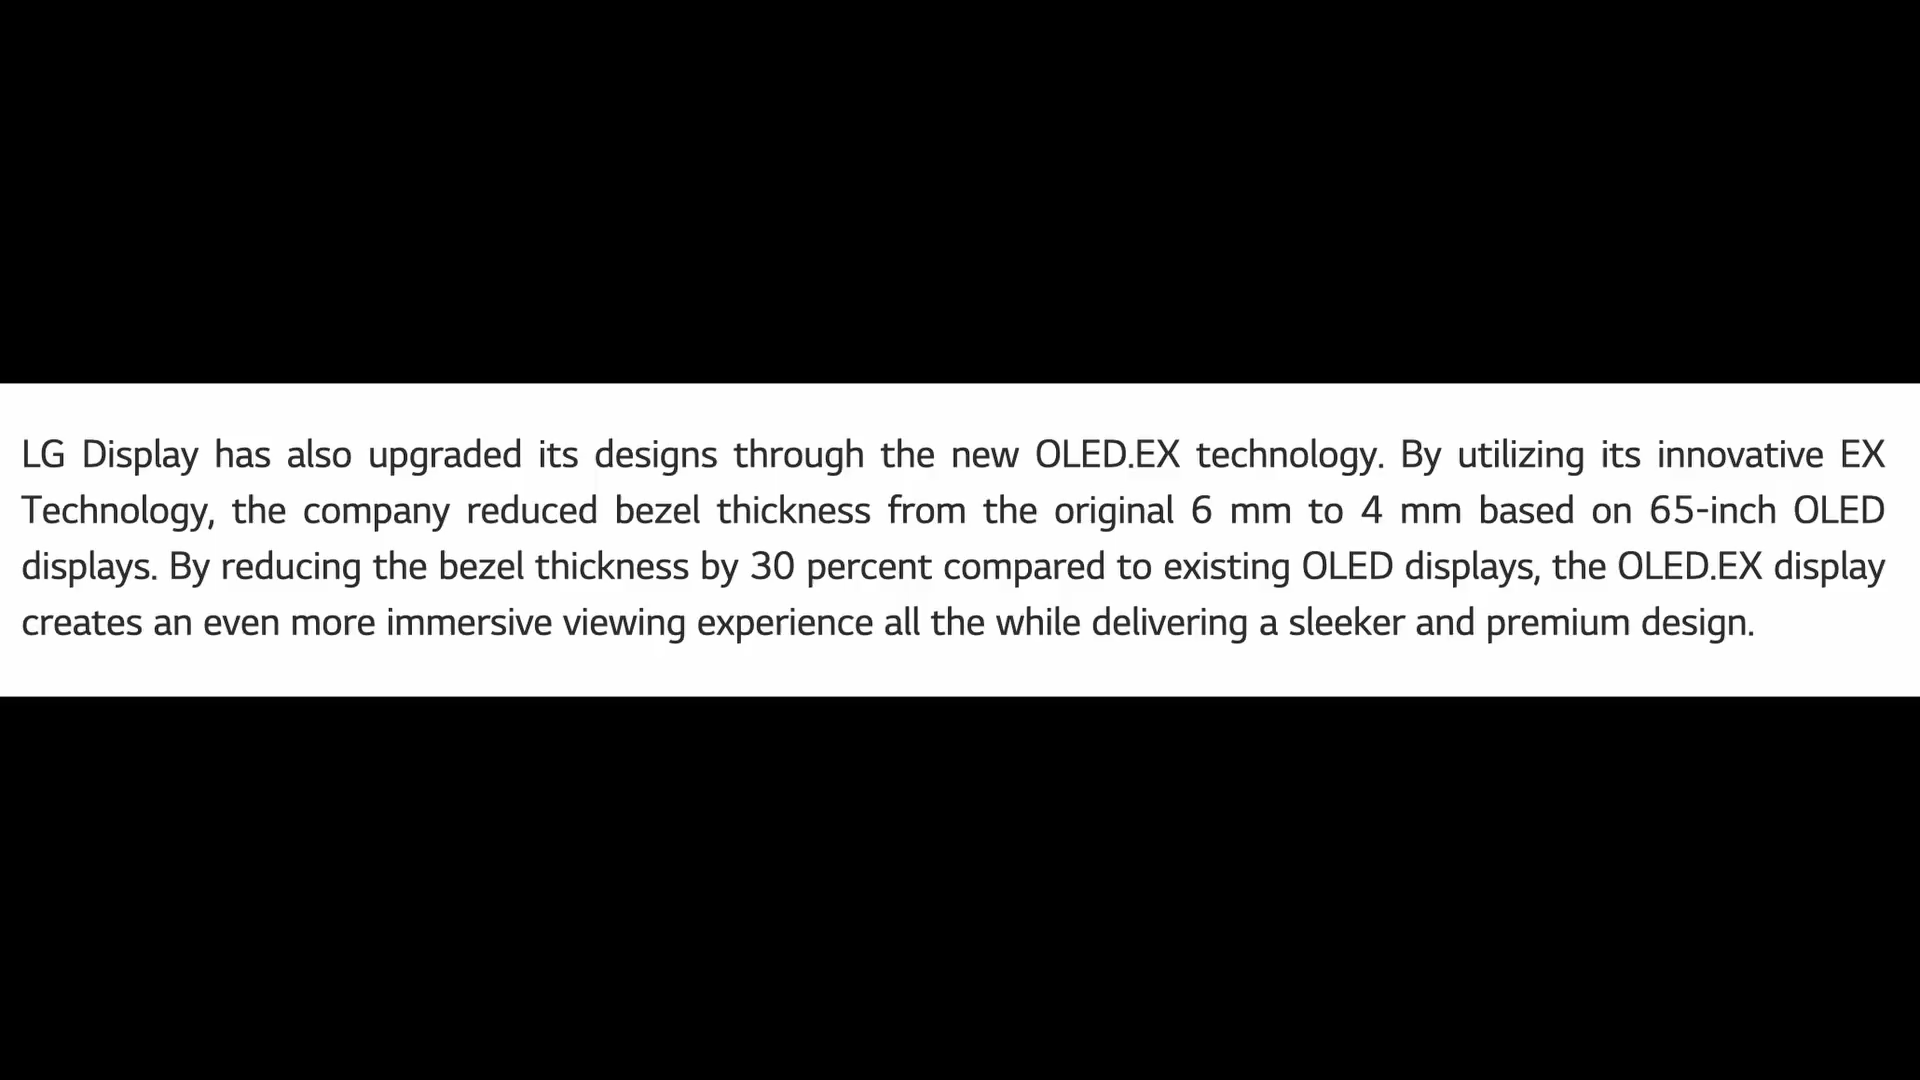 LG Display has also upgraded its designs through the new OLED.EX technology. By utilizing its innovative EX
Technology, the company reduced bezel thickness from the original 6 mm to 4 mm based on 65-inch OLED
displays. By reducing the bezel thickness by 30 percent compared to existing OLED displays, the OLED.EX display
creates an even more immersive viewing experience all the while delivering a sleeker and premium design.